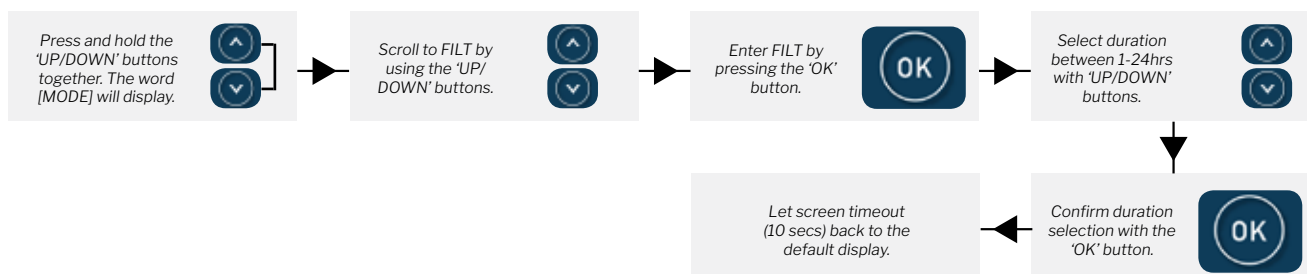 Press and hold the
‘UP/DOWN’ buttons
together. The word
[MODE] will display.
Scroll to FILT by
using the ‘UP/
DOWN’ buttons.
Enter FILT by
pressing the ‘OK’
button.
OK
Select duration
between 1-24hrs
with ‘UP/DOWN’
buttons.
Confirm duration
selection with the
‘OK’ button.
OK
Let screen timeout
(10 secs) back to the
default display.